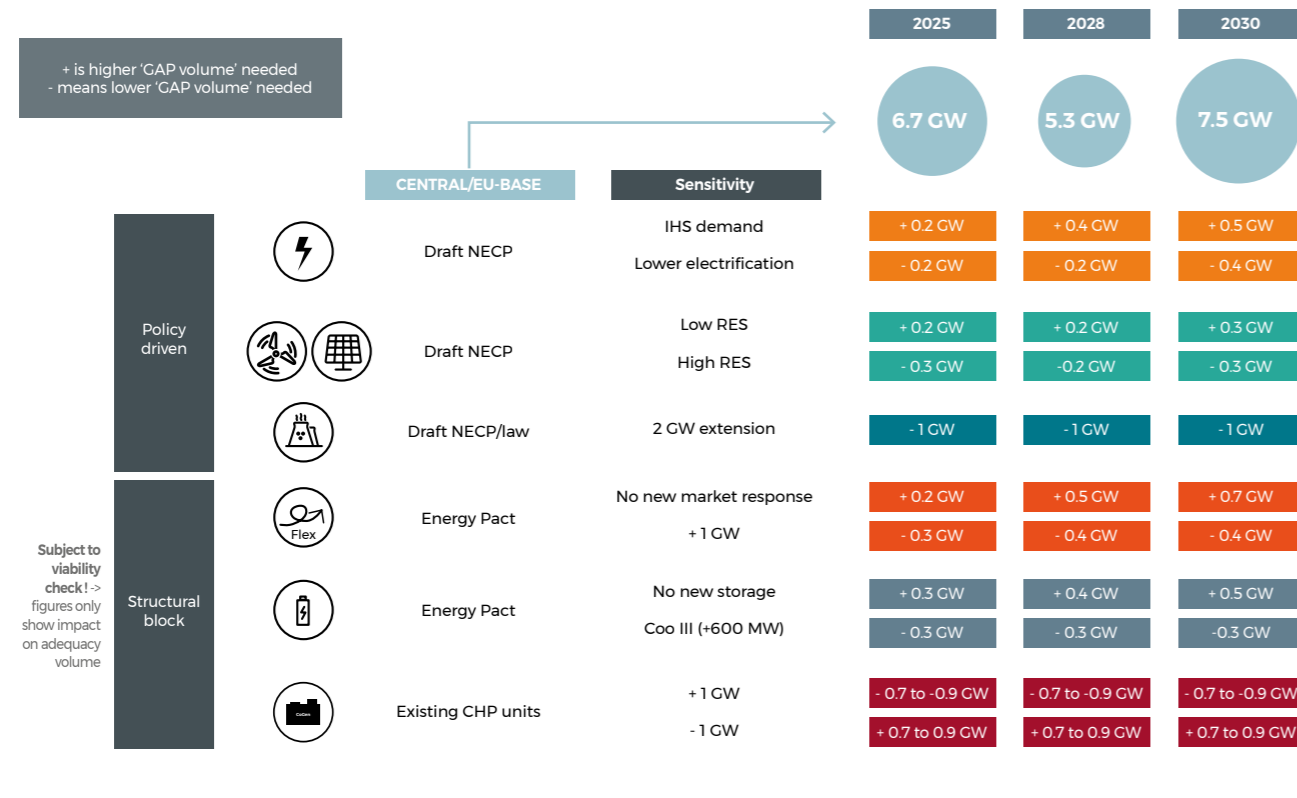 2025
2028
2030
+ is higher ‘GAP volume’ needed
- means lower ‘GAP volume’ needed
6.7 GW
5.3 GW
7.5 GW
CENTRAL/EU-BASE
Sensitivity
Policy
driven
Draft NECP
IHS demand
+ 0.2 GW
+ 0.4 GW
+ 0.5 GW
Lower electrification
- 0.2 GW
- 0.2 GW
- 0.4 GW
Draft NECP
Low RES
+ 0.2 GW
+ 0.2 GW
+ 0.3 GW
High RES
- 0.3 GW
-0.2 GW
- 0.3 GW
Draft NECP/law
2 GW extension
- 1 GW
- 1 GW
- 1 GW
Subject to
viability
check ! ->
figures only
show impact
on adequacy
volume
Structural
block
Flex
Energy Pact
No new market response
+ 0.2 GW
+ 0.5 GW
+ 0.7 GW
+ 1 GW
- 0.3 GW
- 0.4 GW
- 0.4 GW
Energy Pact
No new storage
+ 0.3 GW
+ 0.4 GW
+ 0.5 GW
Coo III (+600 MW)
- 0.3 GW
- 0.3 GW
-0.3 GW
CoGen
Existing CHP units
+ 1 GW
- 0.7 to -0.9 GW
- 0.7 to -0.9 GW
- 0.7 to -0.9 GW
- 1 GW
+ 0.7 to 0.9 GW
+ 0.7 to 0.9 GW
+ 0.7 to 0.9 GW